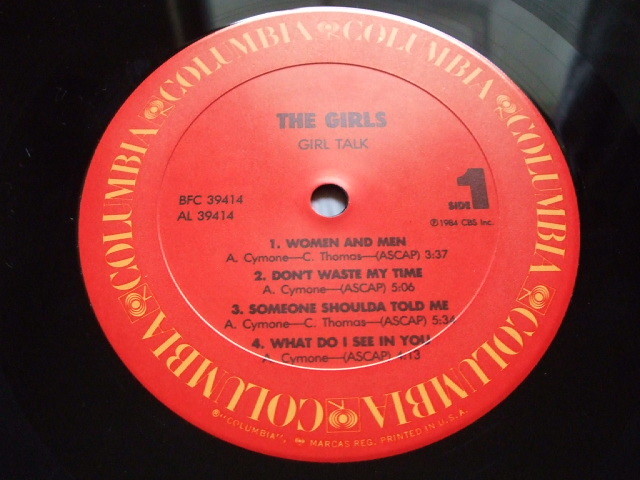 COLUMBIA COLUMBIA COLUMBIA COLUMBIA COLUMBIA COLUMBIA
THE GIRLS
GIRL TALK
BFC 39414
AL 39414
SIDE 1
℗1984 CBS Inc.
1. WOMEN AND MEN
A. Cymone—C. Thomas—(ASCAP) 3:37
2. DON'T WASTE MY TIME
A. Cymone—(ASCAP) 5:06
3. SOMEONE SHOULDA TOLD ME
A. Cymone—C. Thomas—(ASCAP) 5:34
4. WHAT DO I SEE IN YOU
A. Cymone—(ASCAP) 4:13
"COLUMBIA", MARCAS REG. PRINTED IN U.S.A.